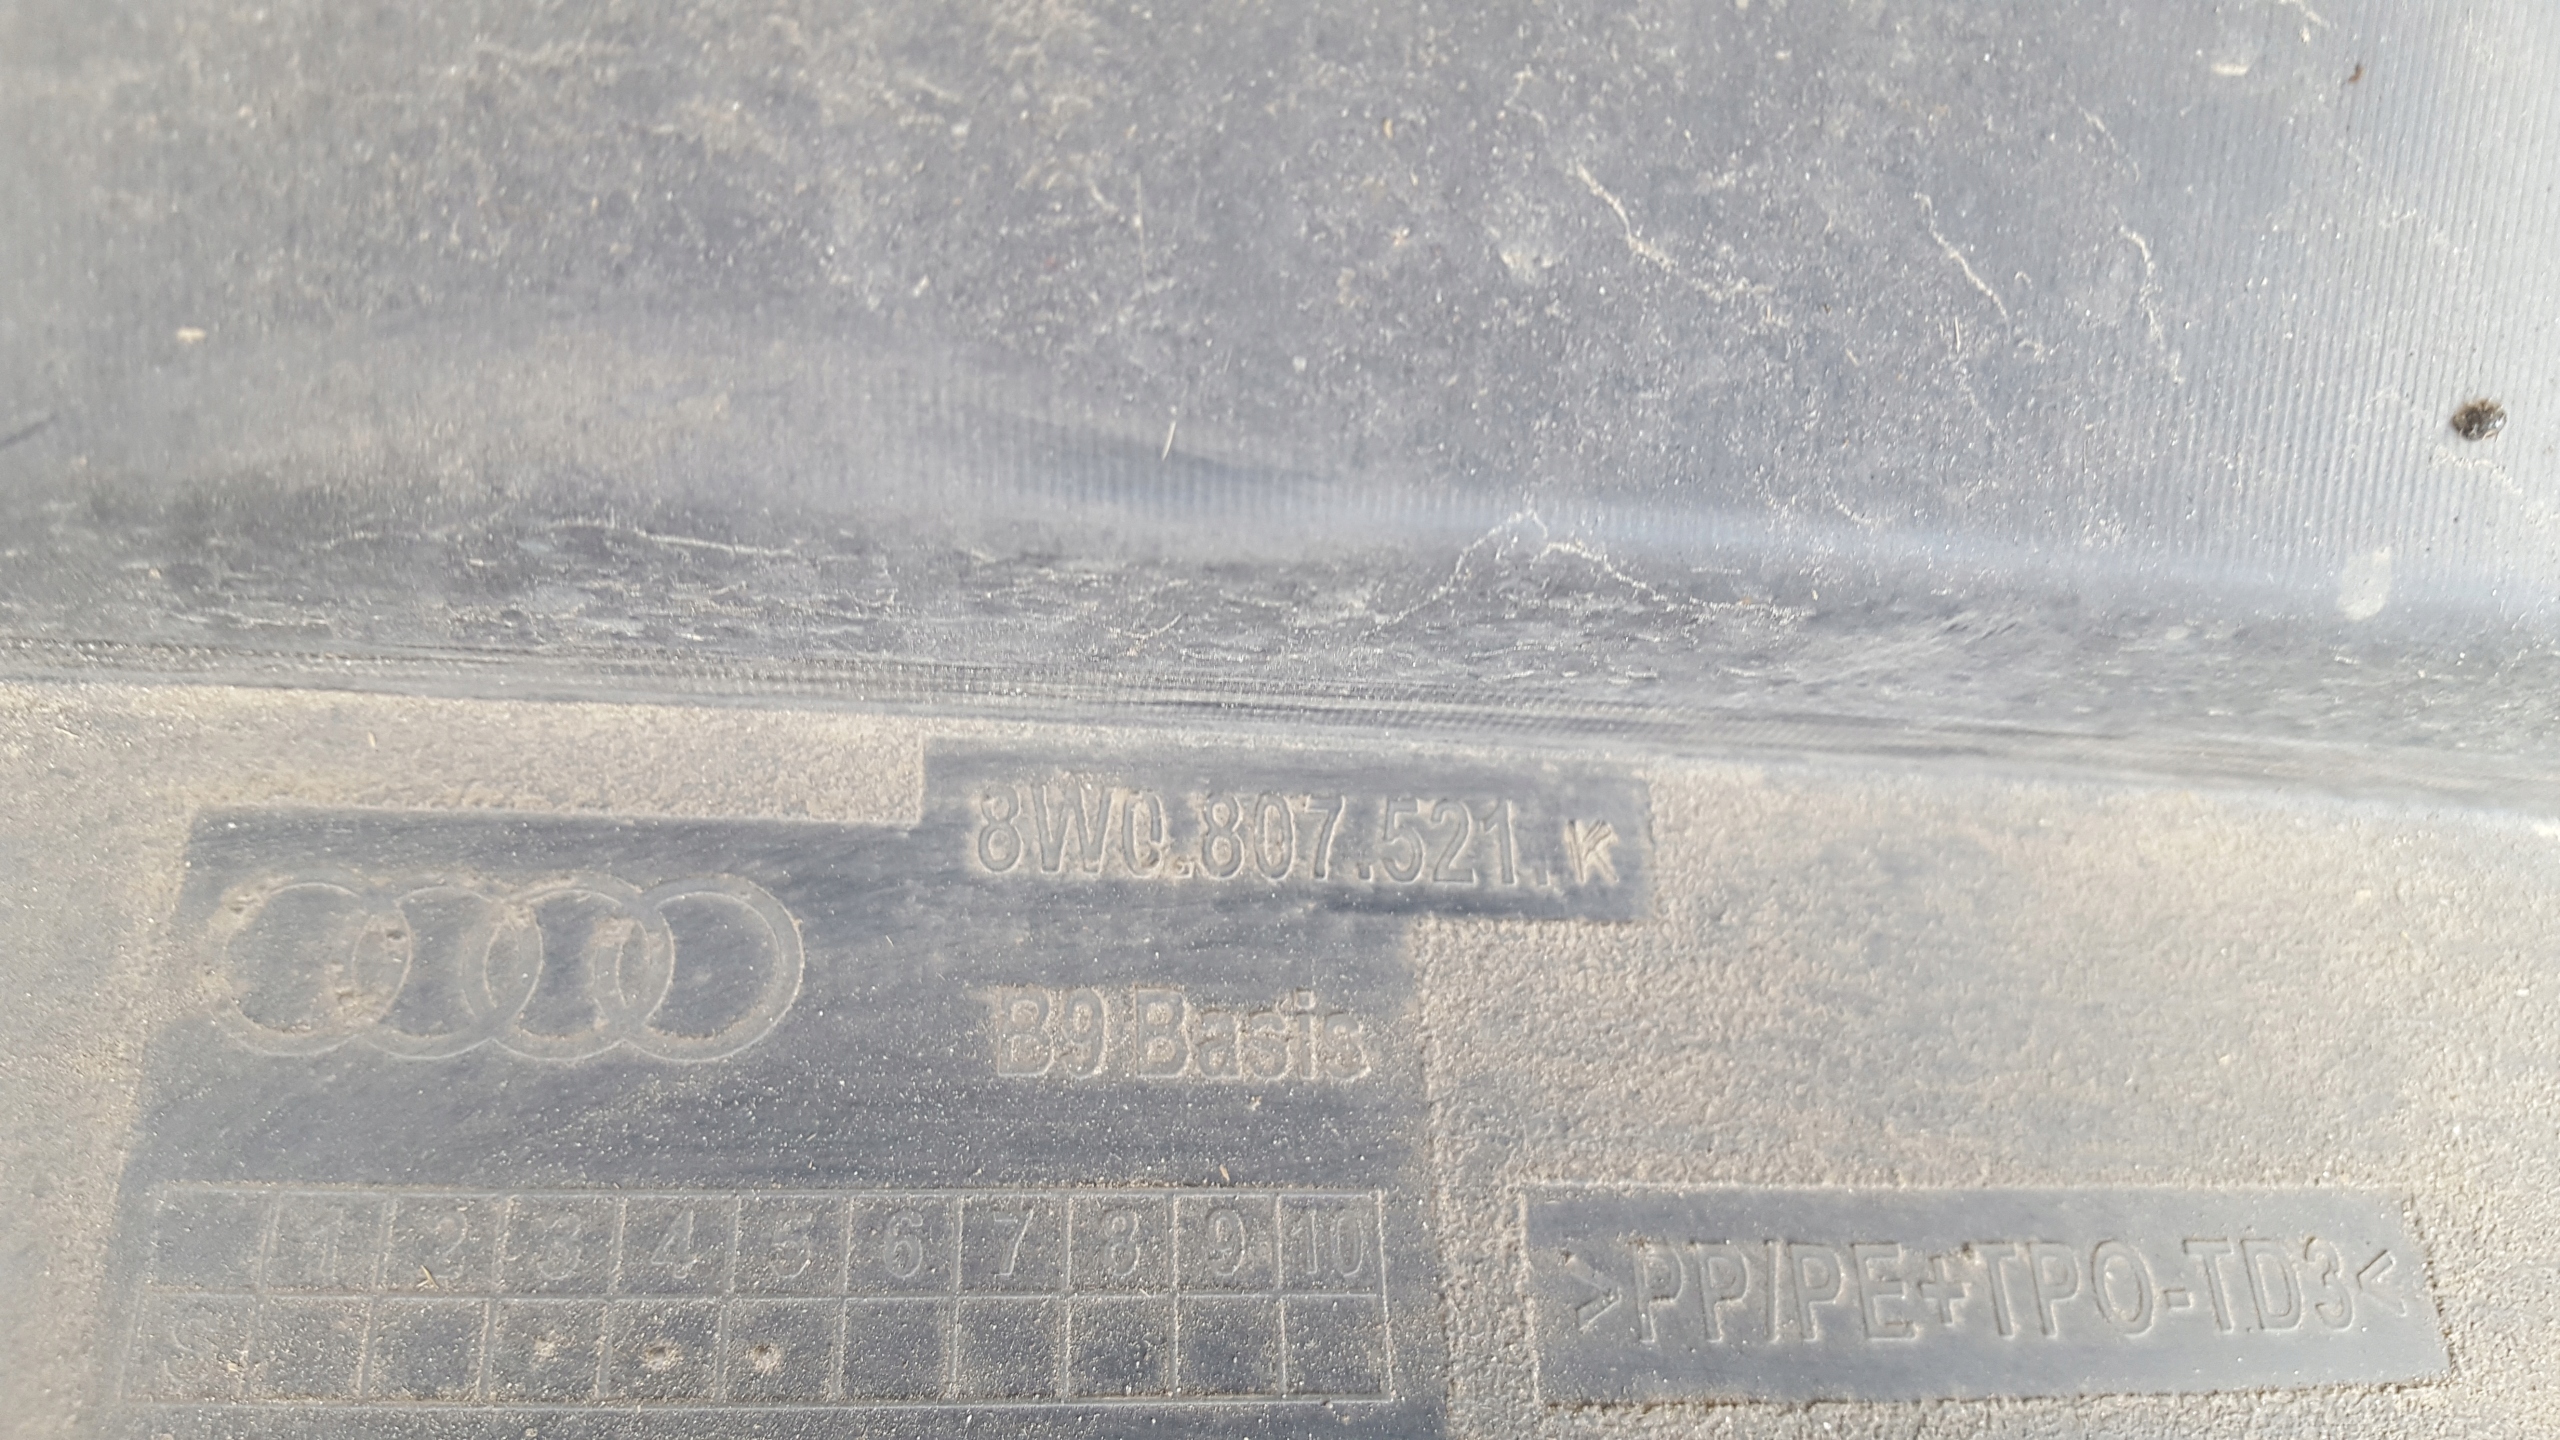 8W0.807.521.K
B9 Basis
1 2 3 4 5 6 7 8 9 10
S
>PP/PE+TPO-TD3<